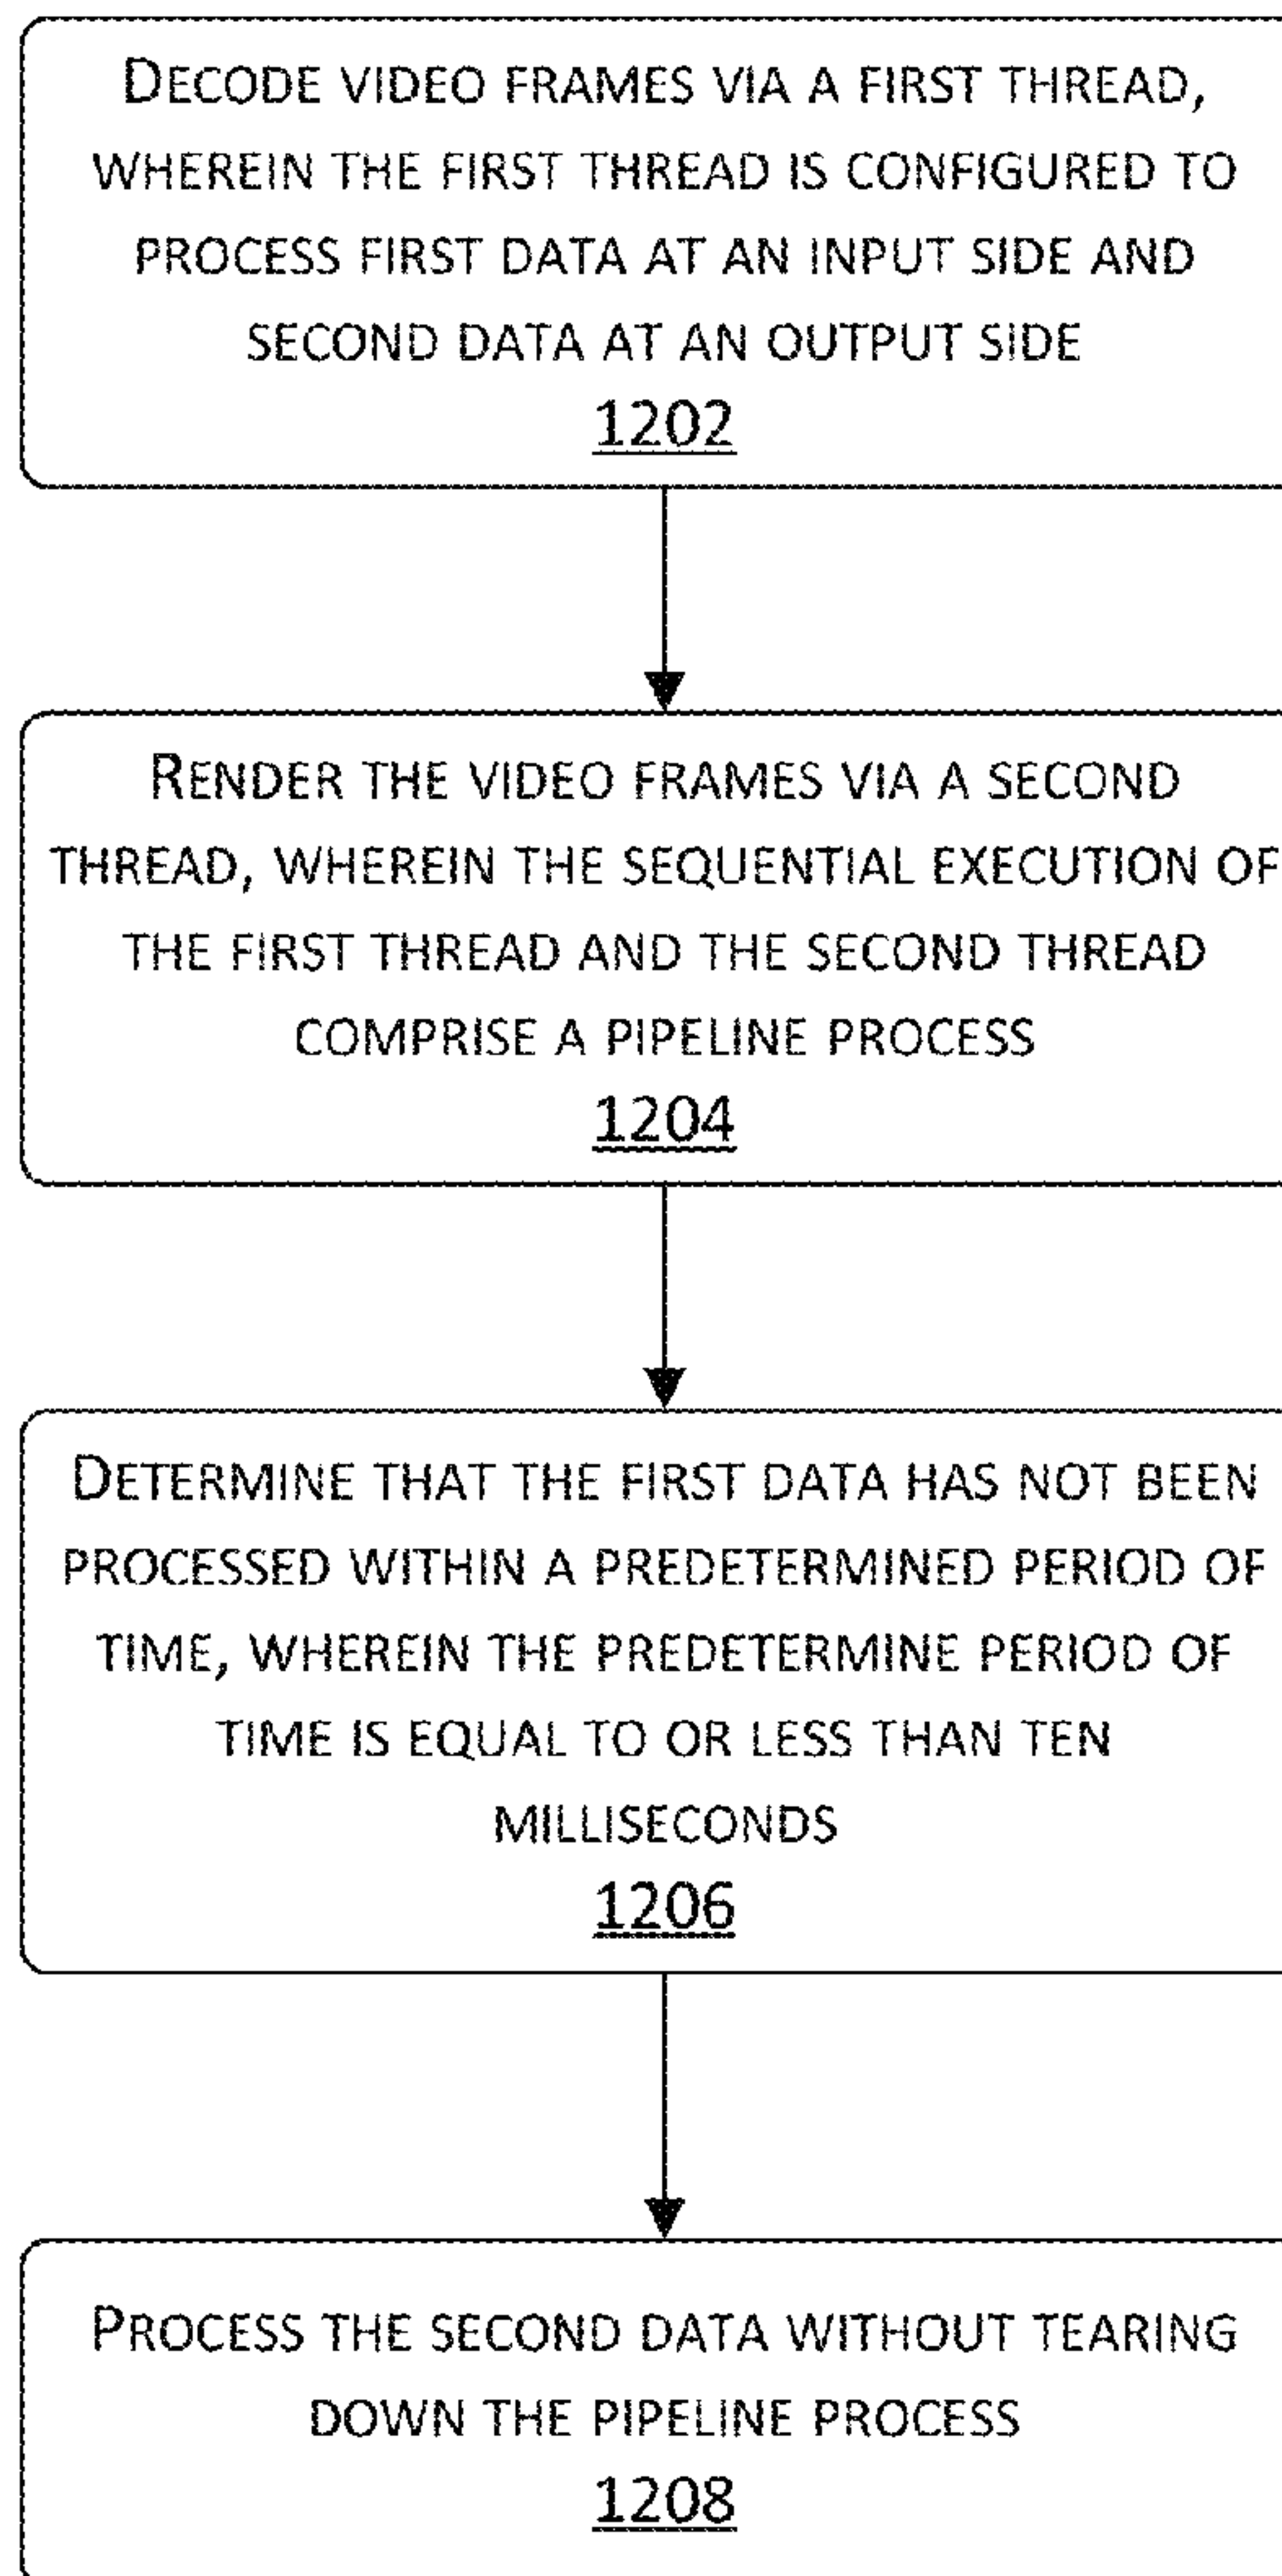 DECODE VIDEO FRAMES VIA A FIRST THREAD,
WHEREIN THE FIRST THREAD IS CONFIGURED TO
PROCESS FIRST DATA AT AN INPUT SIDE AND
SECOND DATA AT AN OUTPUT SIDE
1202
RENDER THE VIDEO FRAMES VIA A SECOND
THREAD, WHEREIN THE SEQUENTIAL EXECUTION OF
THE FIRST THREAD AND THE SECOND THREAD
COMPRISE A PIPELINE PROCESS
1204
DETERMINE THAT THE FIRST DATA HAS NOT BEEN
PROCESSED WITHIN A PREDETERMINED PERIOD OF
TIME, WHEREIN THE PREDETERMINE PERIOD OF
TIME IS EQUAL TO OR LESS THAN TEN
MILLISECONDS
1206
PROCESS THE SECOND DATA WITHOUT TEARING
DOWN THE PIPELINE PROCESS
1208